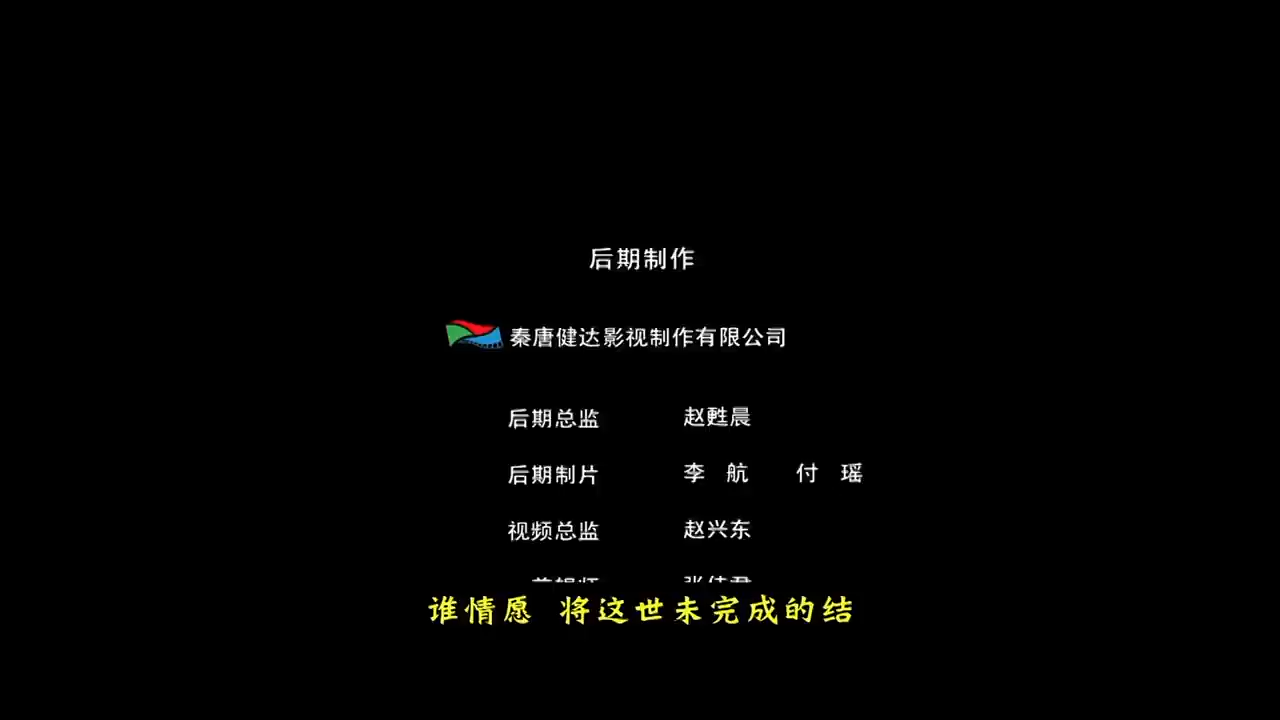 后期制作
秦唐健达影视制作有限公司
后期总监 赵甦晨
后期制片 李 航 付 瑶
视频总监 赵兴东
谁情愿 将这世未完成的结